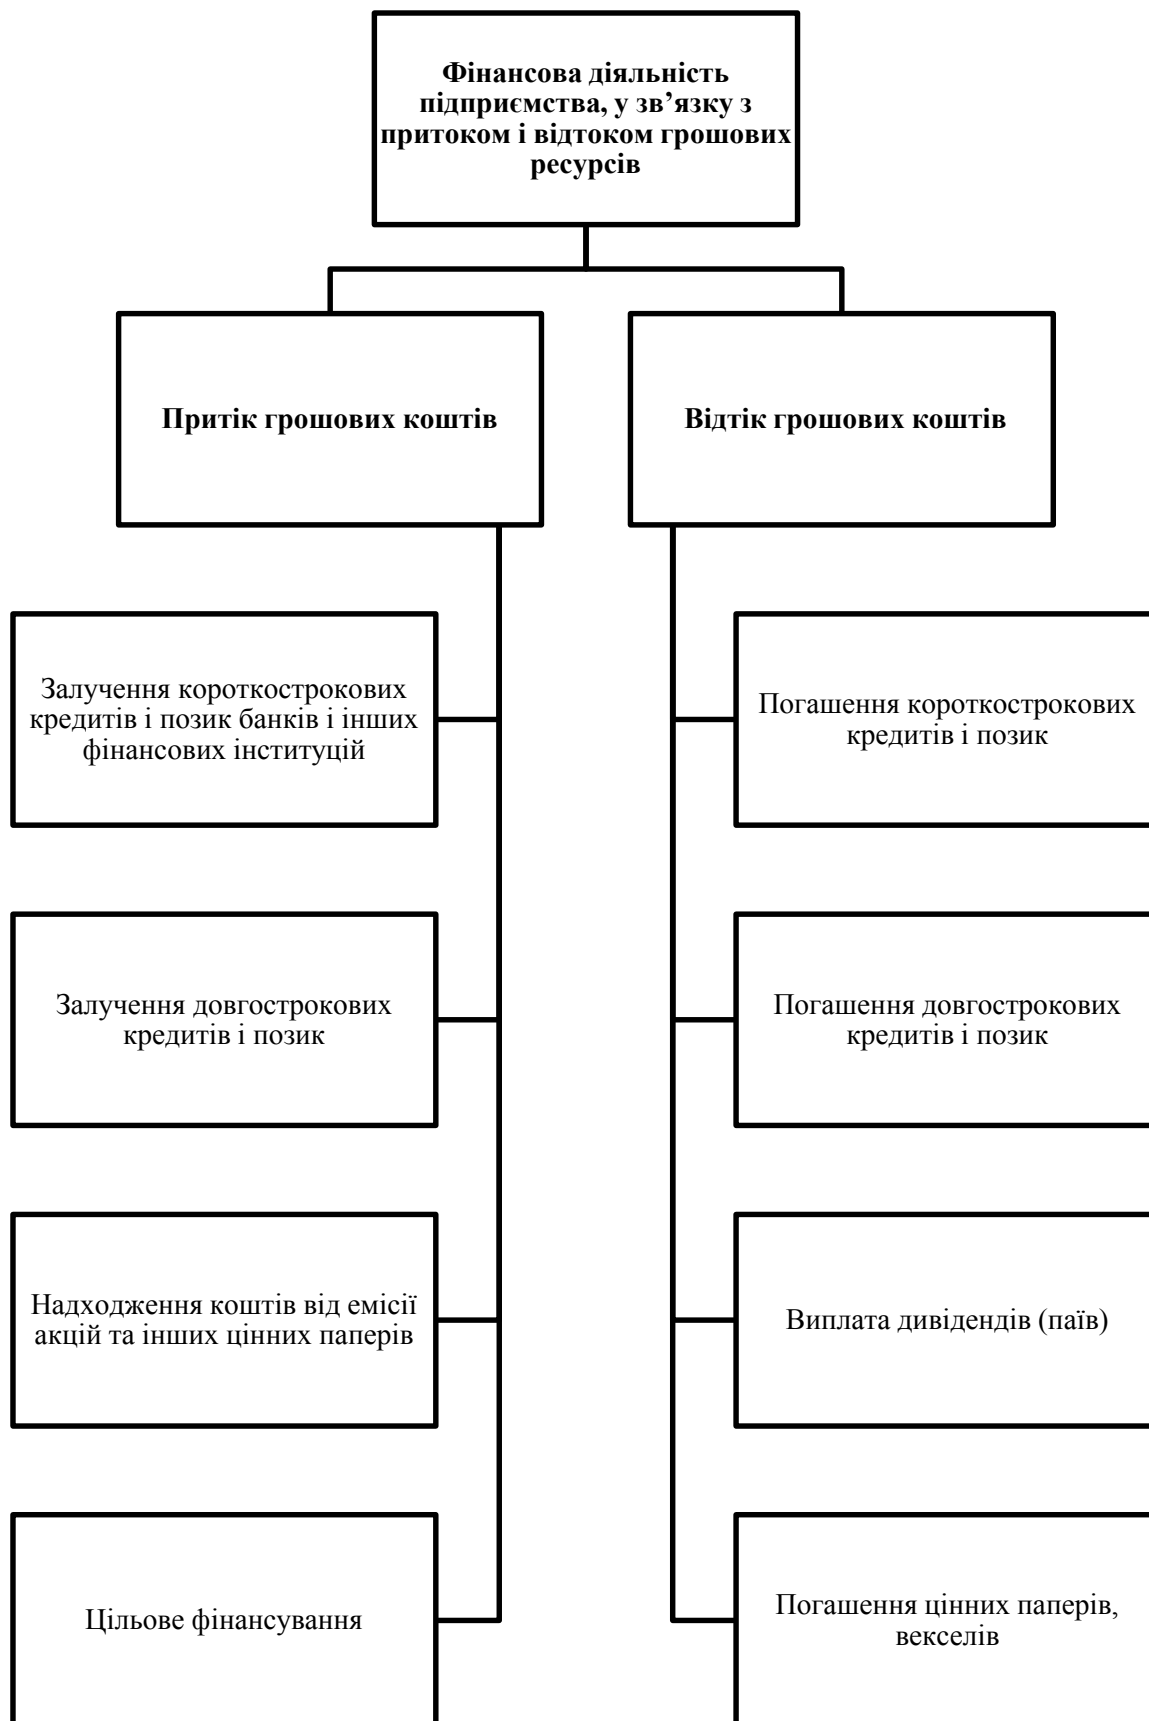 Фінансова діяльність
підприємства, у зв’язку з
притоком і відтоком грошових
ресурсів
Притік грошових коштів
Відтік грошових коштів
Залучення короткострокових
кредитів і позик банків і інших
фінансових інституцій
Погашення короткострокових
кредитів і позик
Залучення довгострокових
кредитів і позик
Погашення довгострокових
кредитів і позик
Надходження коштів від емісії
акцій та інших цінних паперів
Виплата дивідендів (паїв)
Цільове фінансування
Погашення цінних паперів,
векселів